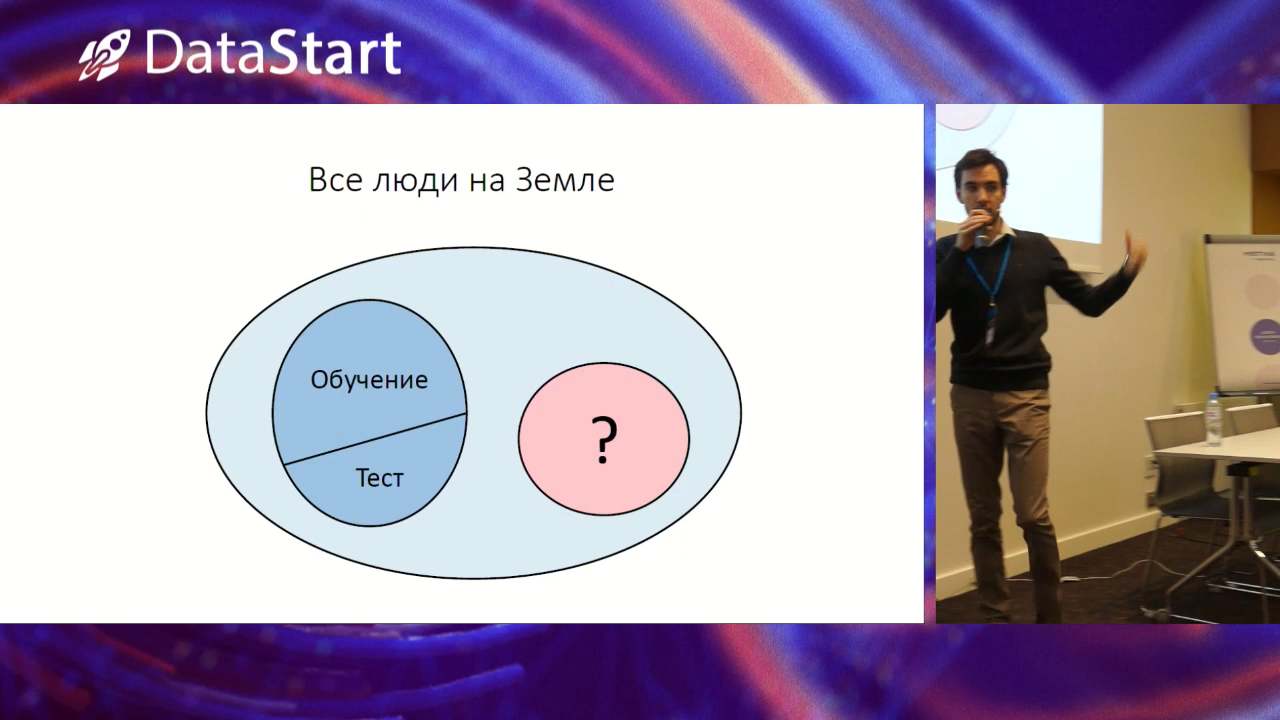 DataStart
Все люди на Земле
Обучение
Тест
?